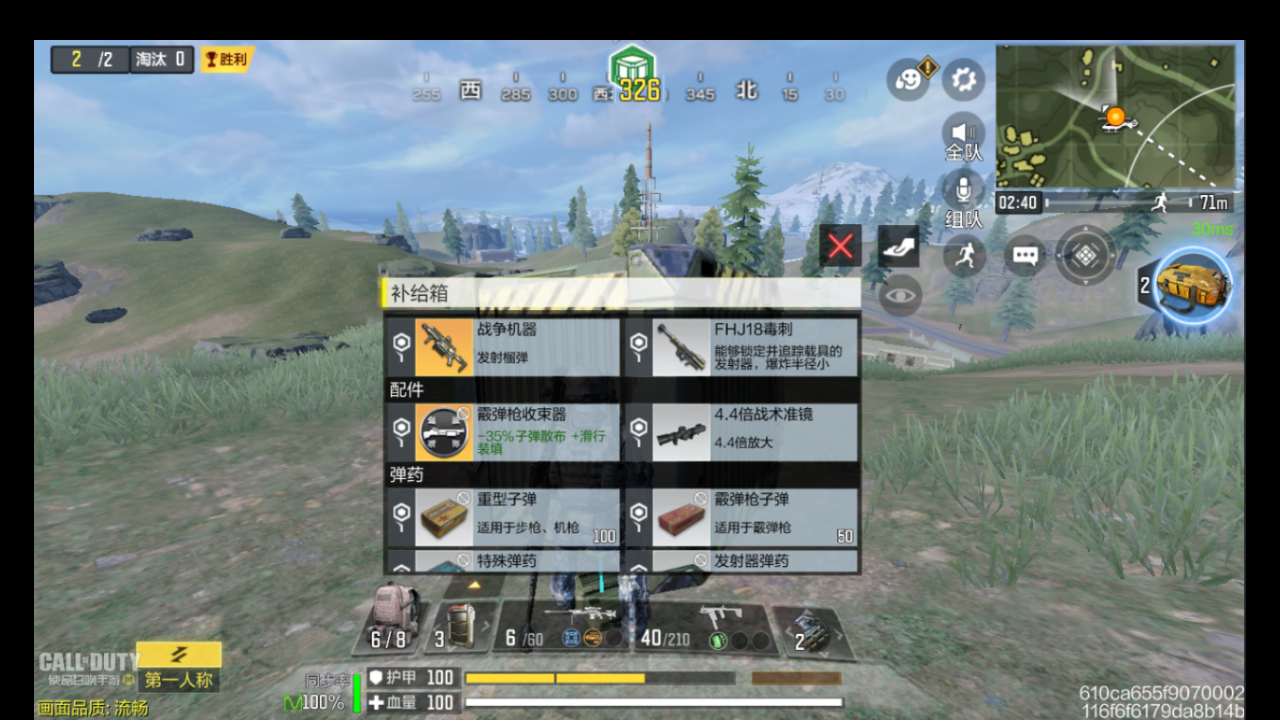 2 /2 淘汰 0 胜利
255 西 285 300 西 326 345 北 15 30
全队
组队
02:40 71m
30ms
2
补给箱
战争机器
发射榴弹
FHJ18毒刺
能够锁定并追踪载具的
发射器，爆炸半径小
配件
霰弹枪收束器
-35%子弹散布 +滑行
装填
4.4倍战术准镜
4.4倍放大
弹药
重型子弹
适用于步枪、机枪
100
霰弹枪子弹
适用于霰弹枪
50
特殊弹药
发射器弹药
6/8 3 6/60 40/210 2
CALL OF DUTY
使命召唤手游
第一人称
画面品质: 流畅
同步率
100%
护甲 100
血量 100
610ca655f9070002
116f6f6179da8b14b